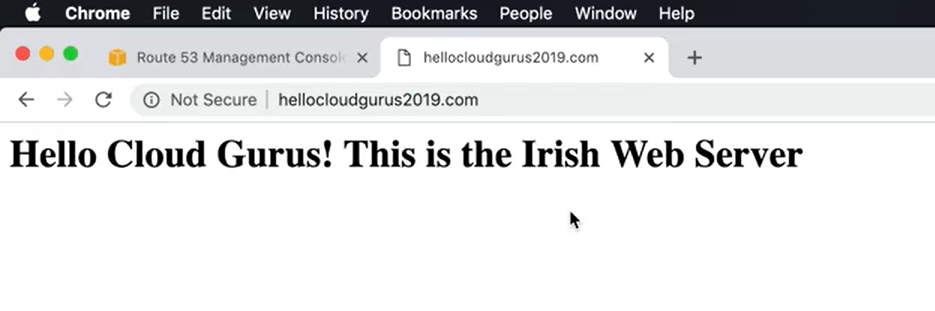 Chrome File Edit View History Bookmarks People Window Help
Route 53 Management Consol hellocloudgurus2019.com
Not Secure | hellocloudgurus2019.com
Hello Cloud Gurus! This is the Irish Web Server